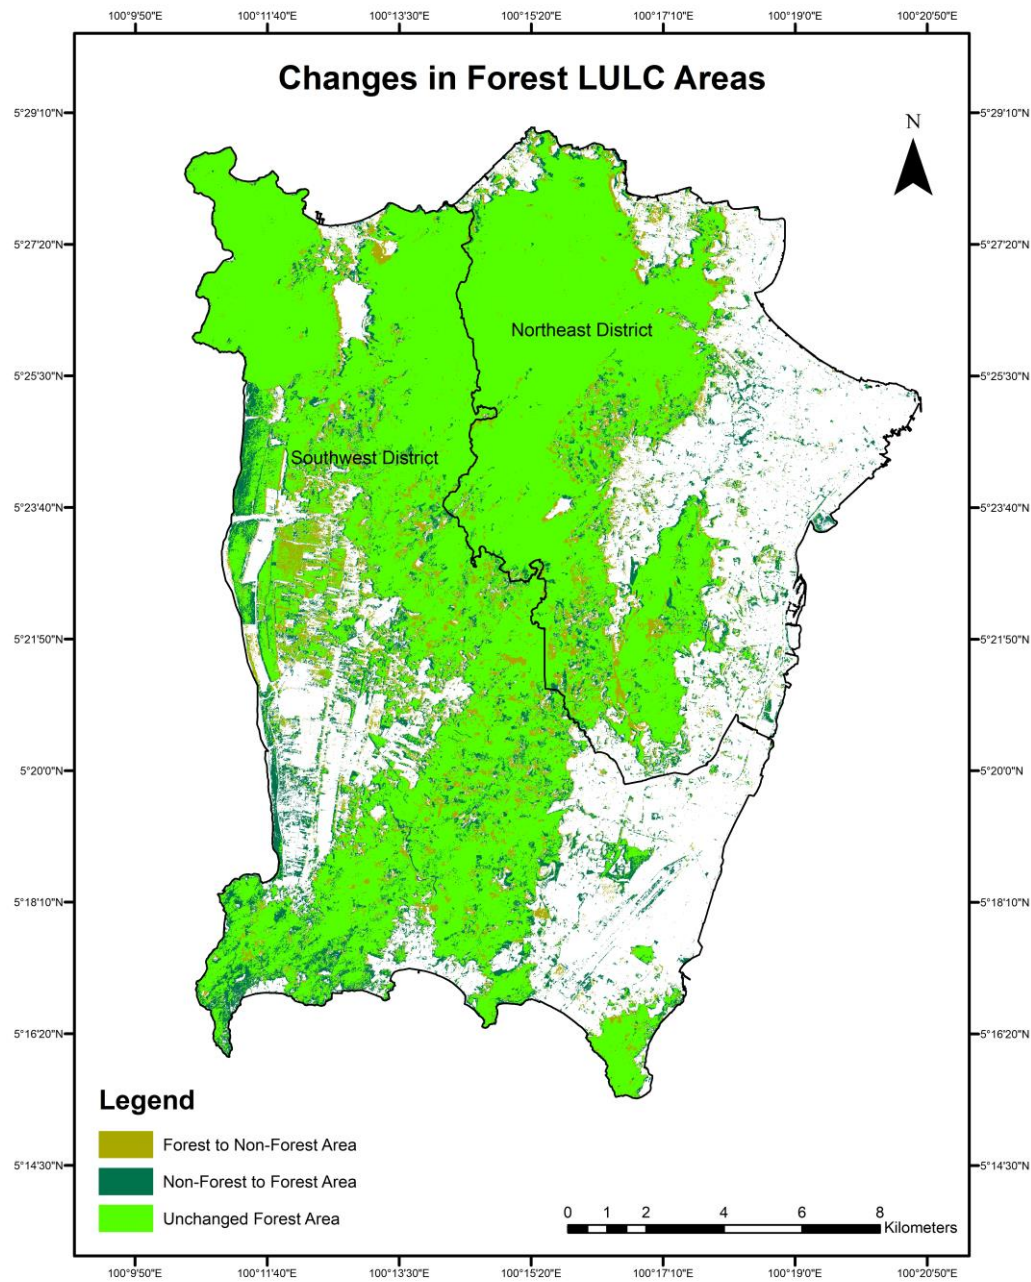 100°9'50"E 100°11'40"E 100°13'30"E 100°15'20"E 100°17'10"E 100°19'0"E 100°20'50"E
Changes in Forest LULC Areas
5°29'10"N 5°29'10"N
N
5°27'20"N 5°27'20"N
Northeast District
5°25'30"N 5°25'30"N
Southwest District
5°23'40"N 5°23'40"N
5°21'50"N 5°21'50"N
5°20'0"N 5°20'0"N
5°18'10"N 5°18'10"N
5°16'20"N 5°16'20"N
Legend
Forest to Non-Forest Area
5°14'30"N 5°14'30"N
Non-Forest to Forest Area
Unchanged Forest Area
0 1 2 4 6 8
Kilometers
100°9'50"E 100°11'40"E 100°13'30"E 100°15'20"E 100°17'10"E 100°19'0"E 100°20'50"E